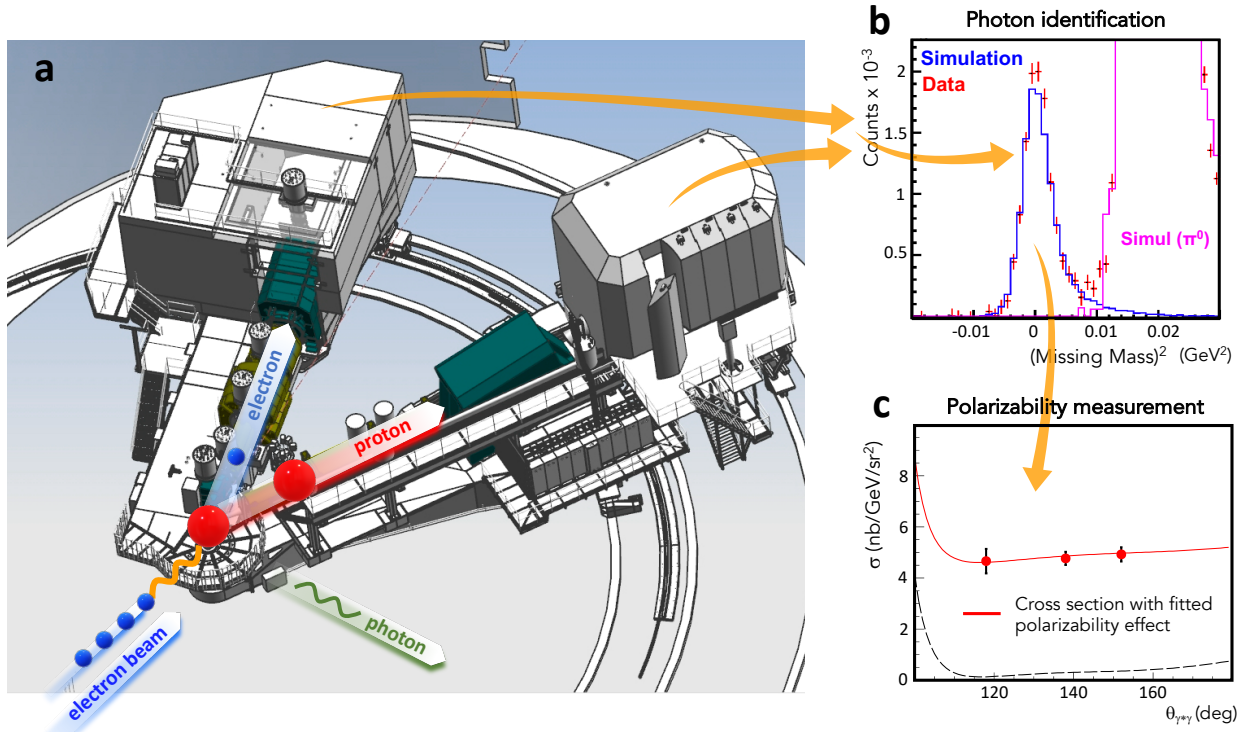 a
electron
proton
electron beam
photon
b
Photon identification
Simulation
Data
Simul (π⁰)
Counts x 10⁻³
2
1.5
1
0.5
-0.01
0
0.01
0.02
(Missing Mass)² (GeV²)
c
Polarizability measurement
σ (nb/GeV/sr²)
8
6
4
2
0
Cross section with fitted
polarizability effect
120
140
160
θγ*γ (deg)